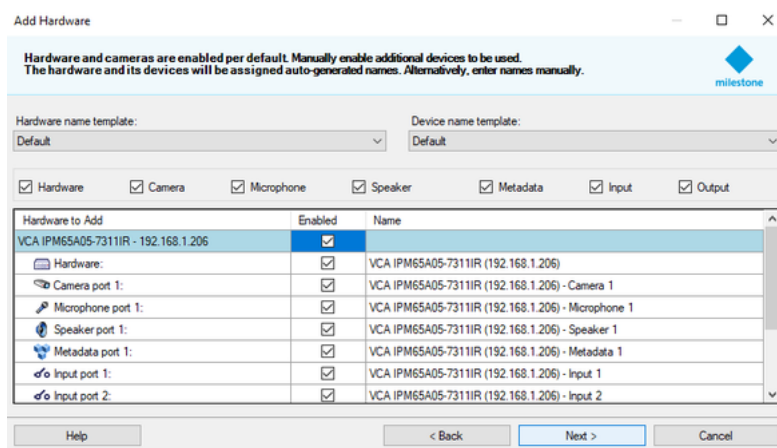 Add Hardware
Hardware and cameras are enabled per default. Manually enable additional devices to be used.
The hardware and its devices will be assigned auto-generated names. Alternatively, enter names manually.
milestone
Hardware name template:
Device name template:
Default
Default
Hardware Camera Microphone Speaker Metadata Input Output
Hardware to Add Enabled Name
VCA IPM65A05-7311IR - 192.168.1.206
Hardware: VCA IPM65A05-7311IR (192.168.1.206)
Camera port 1: VCA IPM65A05-7311IR (192.168.1.206) - Camera 1
Microphone port 1: VCA IPM65A05-7311IR (192.168.1.206) - Microphone 1
Speaker port 1: VCA IPM65A05-7311IR (192.168.1.206) - Speaker 1
Metadata port 1: VCA IPM65A05-7311IR (192.168.1.206) - Metadata 1
Input port 1: VCA IPM65A05-7311IR (192.168.1.206) - Input 1
Input port 2: VCA IPM65A05-7311IR (192.168.1.206) - Input 2
Help < Back Next > Cancel